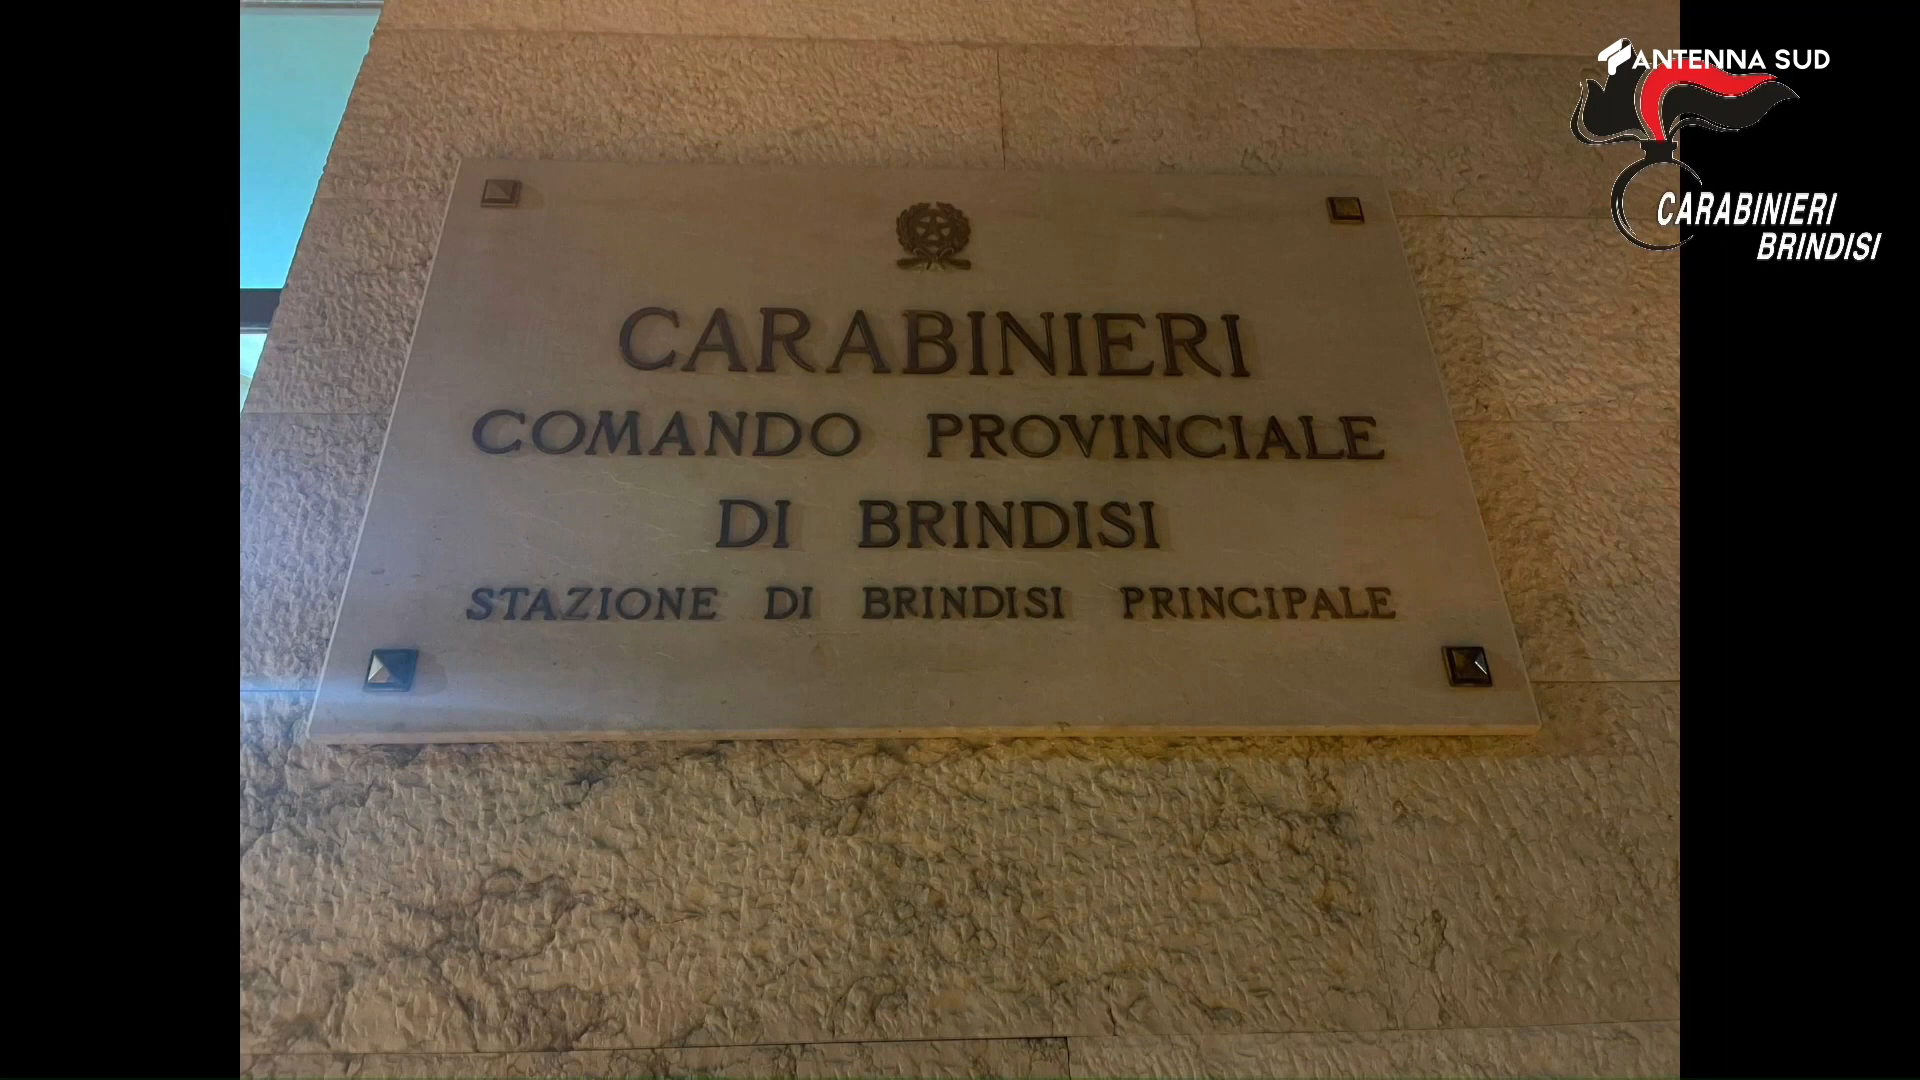 ANTENNA SUD
CARABINIERI
BRINDISI
CARABINIERI
COMANDO PROVINCIALE
DI BRINDISI
STAZIONE DI BRINDISI PRINCIPALE